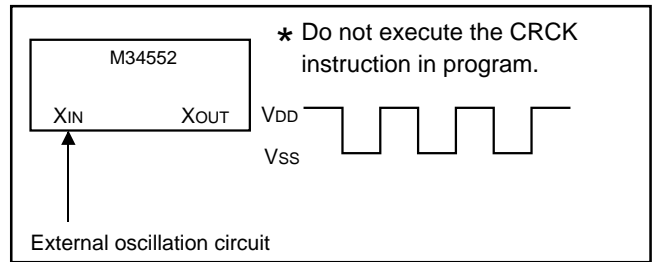 M34552
* Do not execute the CRCK
instruction in program.
XIN XOUT
VDD
VSS
External oscillation circuit